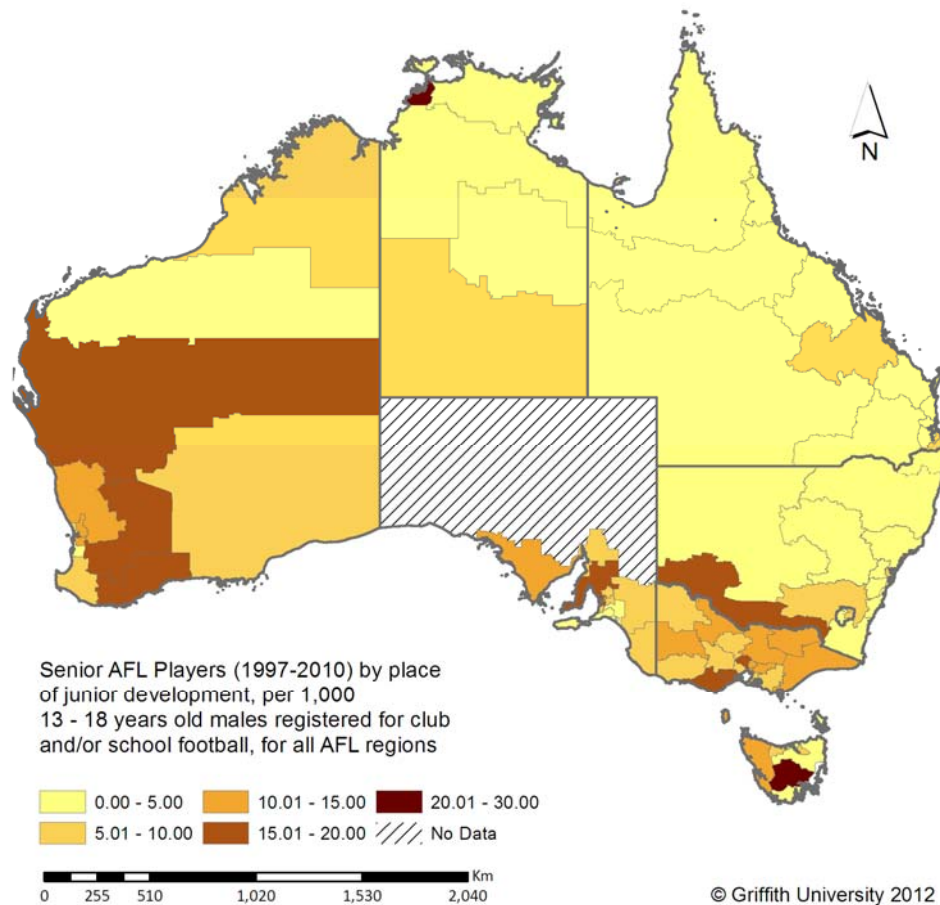 N
Senior AFL Players (1997-2010) by place
of junior development, per 1,000
13 - 18 years old males registered for club
and/or school football, for all AFL regions
0.00 - 5.00
10.01 - 15.00
20.01 - 30.00
5.01 - 10.00
15.01 - 20.00
No Data
Km
0 255 510 1,020 1,530 2,040
© Griffith University 2012